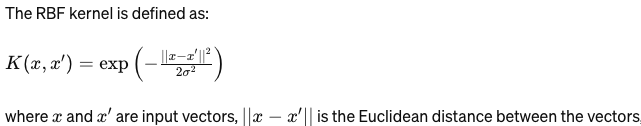 The RBF kernel is defined as:
K(x, x′) = exp (−||x−x′||²/2σ²)
where x and x′ are input vectors, ||x − x′|| is the Euclidean distance between the vectors